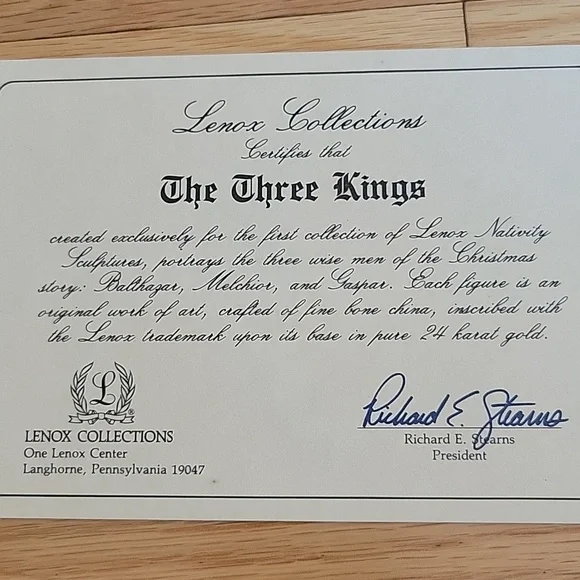 Lenox Collections
Certifies that
The Three Kings
created exclusively for the first collection of Lenox Nativity
Sculptures, portrays the three wise men of the Christmas
story: Balthazar, Melchior, and Gaspar. Each figure is an
original work of art, crafted of fine bone china, inscribed with
the Lenox trademark upon its base in pure 24 karat gold.
L ®
LENOX COLLECTIONS
One Lenox Center
Langhorne, Pennsylvania 19047
Richard E. Stearns
Richard E. Stearns
President